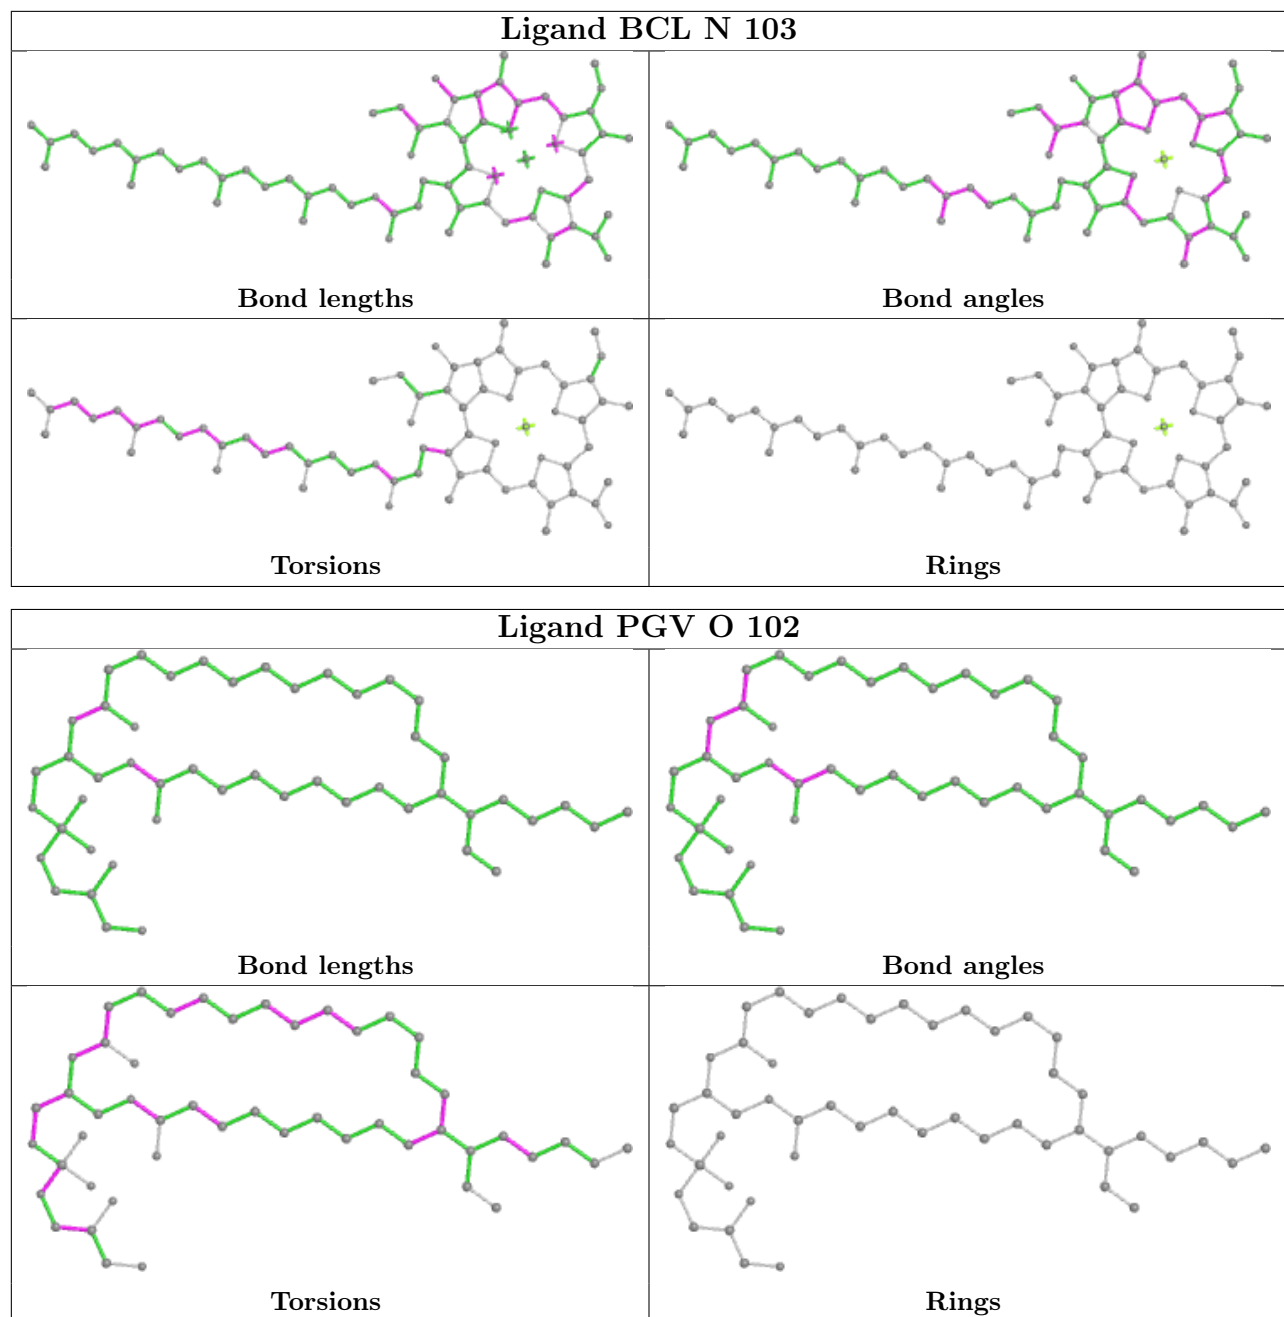 Ligand BCL N 103
Bond lengths
Bond angles
Torsions
Rings
Ligand PGV O 102
Bond lengths
Bond angles
Torsions
Rings